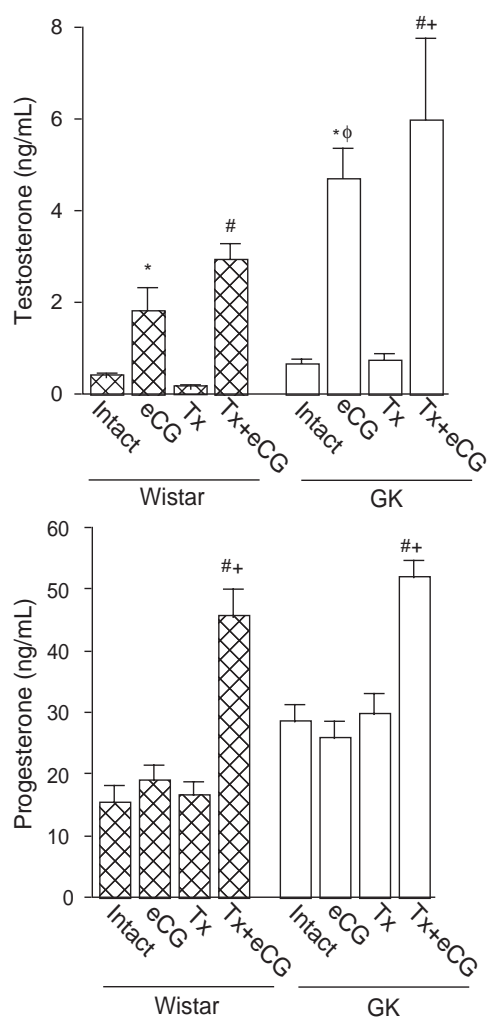 8
#+
6
*ϕ
4
#
*
2
0
Testosterone (ng/mL)
Intact eCG Tx Tx+eCG Intact eCG Tx Tx+eCG
Wistar GK
60
#+ #+
50
40
30
20
10
0
Progesterone (ng/mL)
Intact eCG Tx Tx+eCG Intact eCG Tx Tx+eCG
Wistar GK